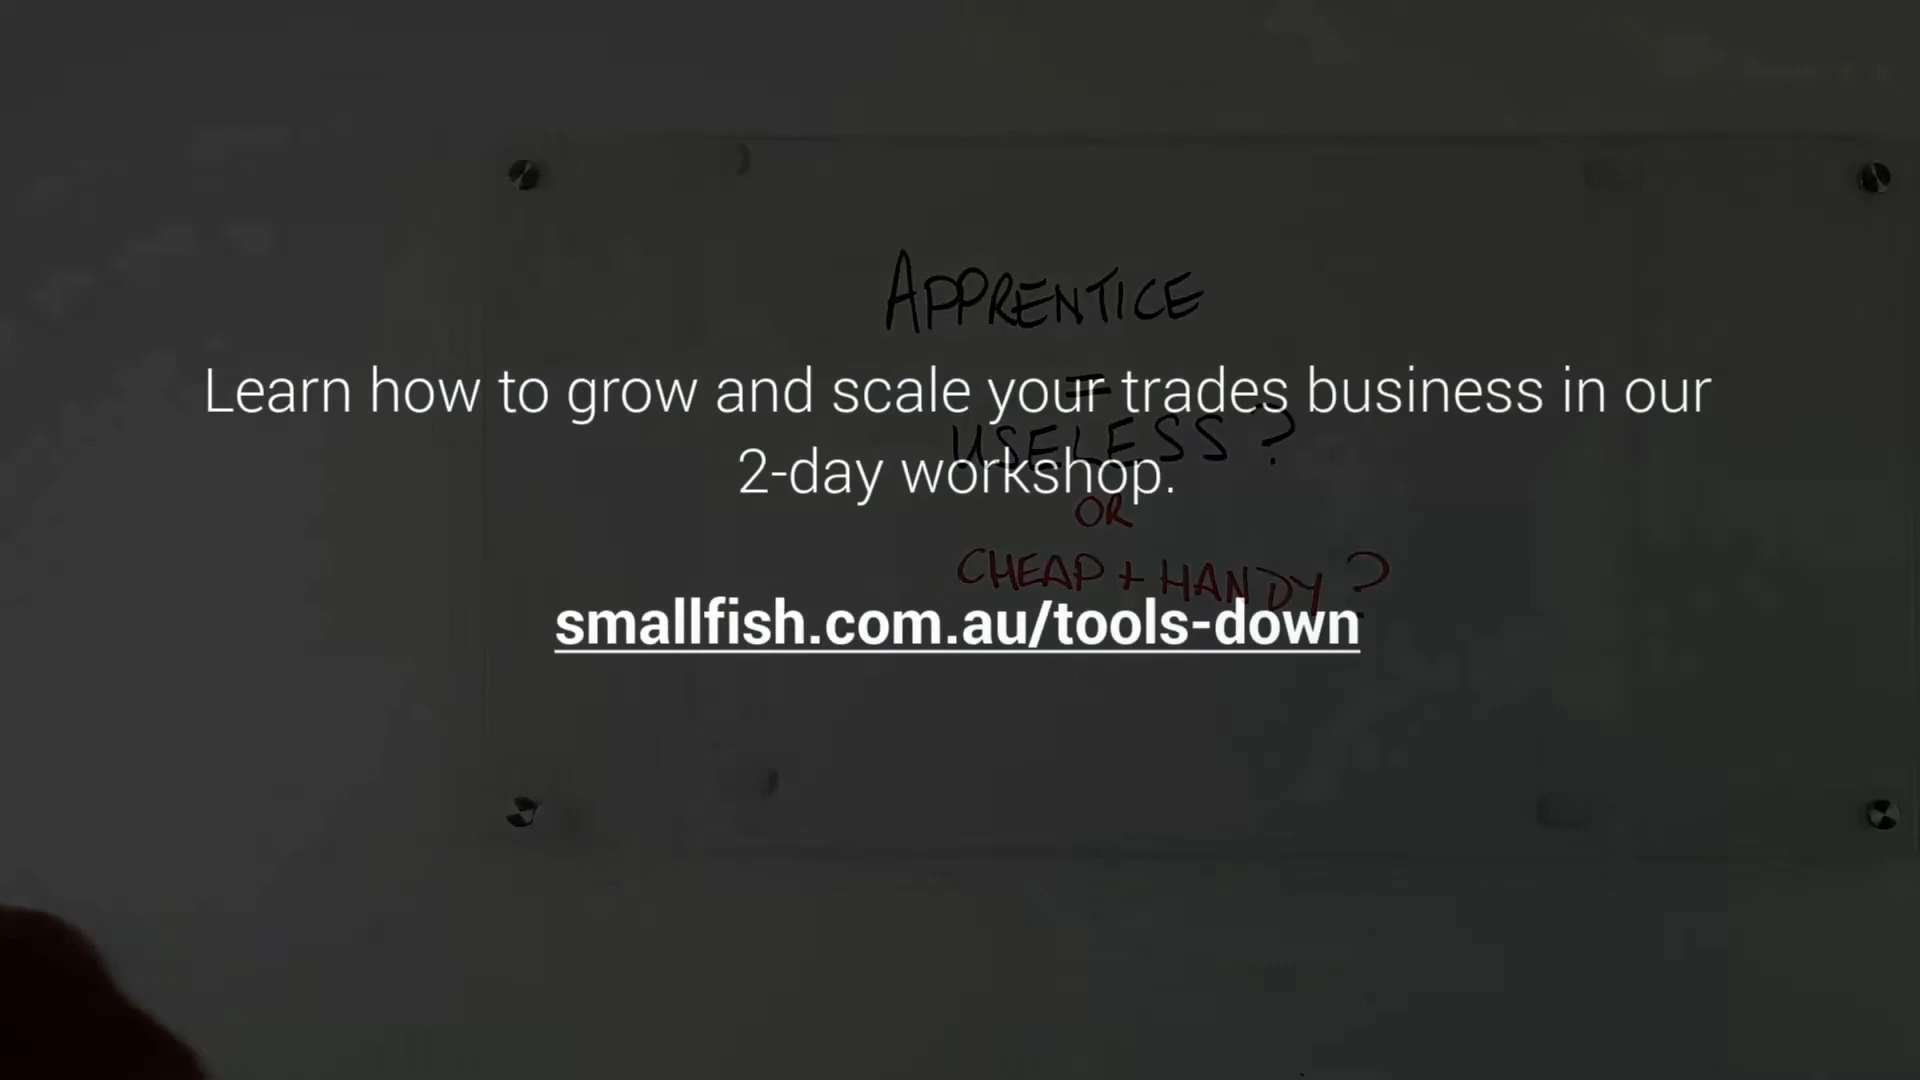 APPRENTICE
=
Learn how to grow and scale your trades business in our
USELESS?
2-day workshop.
OR
CHEAP + HANDY?
smallfish.com.au/tools-down